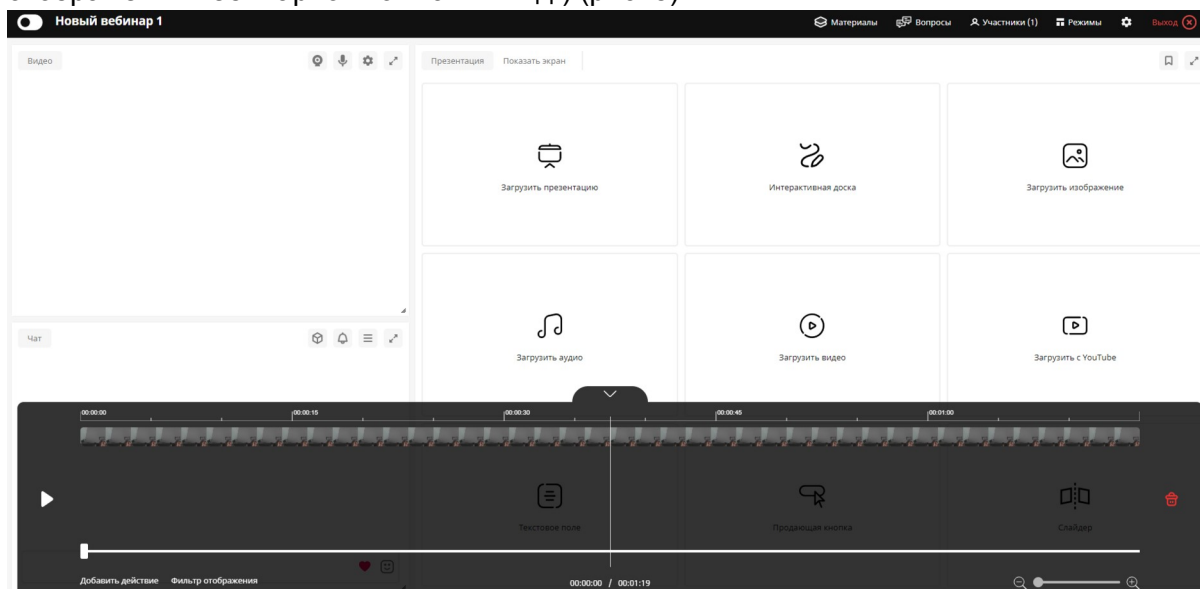 Новый вебинар 1
Материалы
Вопросы
Участники (1)
Режимы
Выход
Видео
Презентация
Показать экран
Загрузить презентацию
Интерактивная доска
Загрузить изображение
Чат
Загрузить аудио
Загрузить видео
Загрузить с YouTube
00:00:00
00:00:15
00:00:30
00:00:45
00:01:00
Текстовое поле
Продающая кнопка
Слайдер
Добавить действие
Фильтр отображения
00:00:00 / 00:01:19